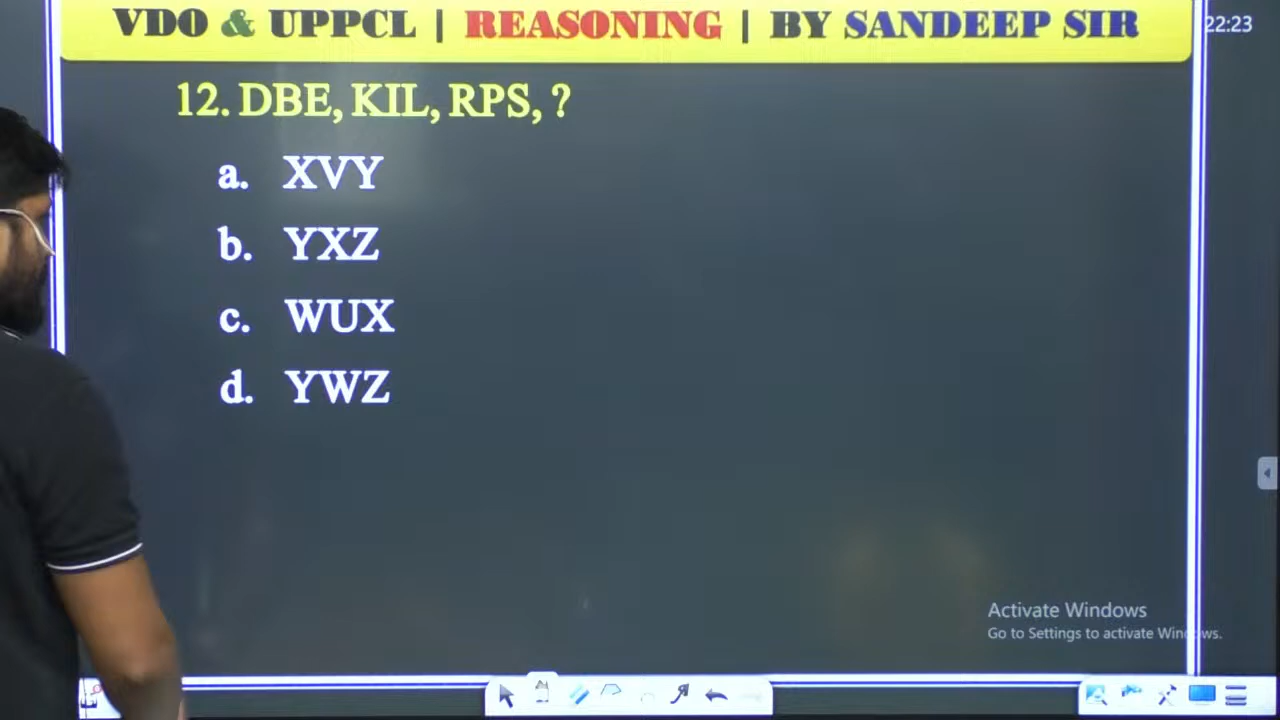 VDO & UPPCL | REASONING | BY SANDEEP SIR
22:23
12. DBE, KIL, RPS, ?
a. XVY
b. YXZ
c. WUX
d. YWZ
Activate Windows
Go to Settings to activate Windows.